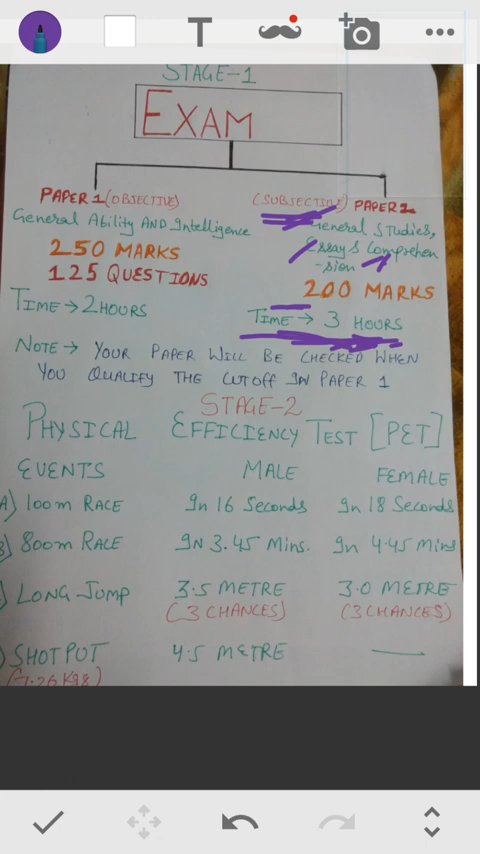 STAGE-1
EXAM
PAPER 1 (OBJECTIVE)
General Ability AND Intelligence
250 MARKS
125 QUESTIONS
TIME → 2 HOURS
(SUBJECTIVE) PAPER 2
General Studies,
Essay & Comprehen
-sion
200 MARKS
TIME → 3 HOURS
NOTE → YOUR PAPER WILL BE CHECKED WHEN
YOU QUALIFY THE CUTOFF IN PAPER 1
STAGE-2
PHYSICAL EFFICIENCY TEST [PET]
EVENTS MALE FEMALE
A) 100m RACE In 16 Seconds In 18 Seconds
B) 800m RACE IN 3.45 Mins. In 4.45 Mins
) LONG JUMP 3.5 METRE 3.0 METRE
(3 CHANCES) (3 CHANCES)
) SHOTPUT 4.5 METRE —
(7.26 Kgs)